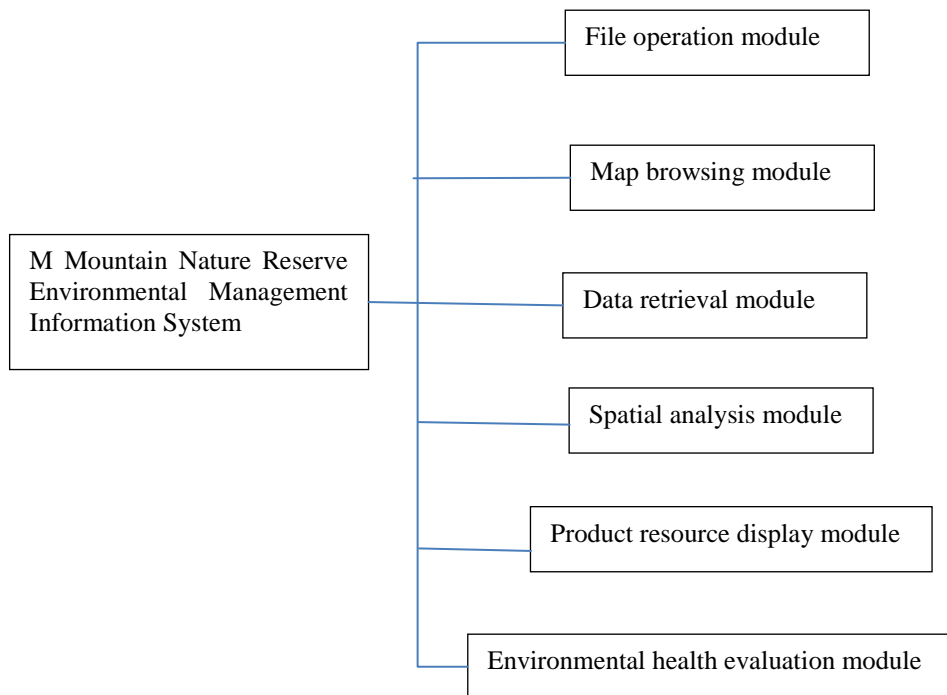 File operation module
Map browsing module
M Mountain Nature Reserve
Environmental Management
Information System
Data retrieval module
Spatial analysis module
Product resource display module
Environmental health evaluation module